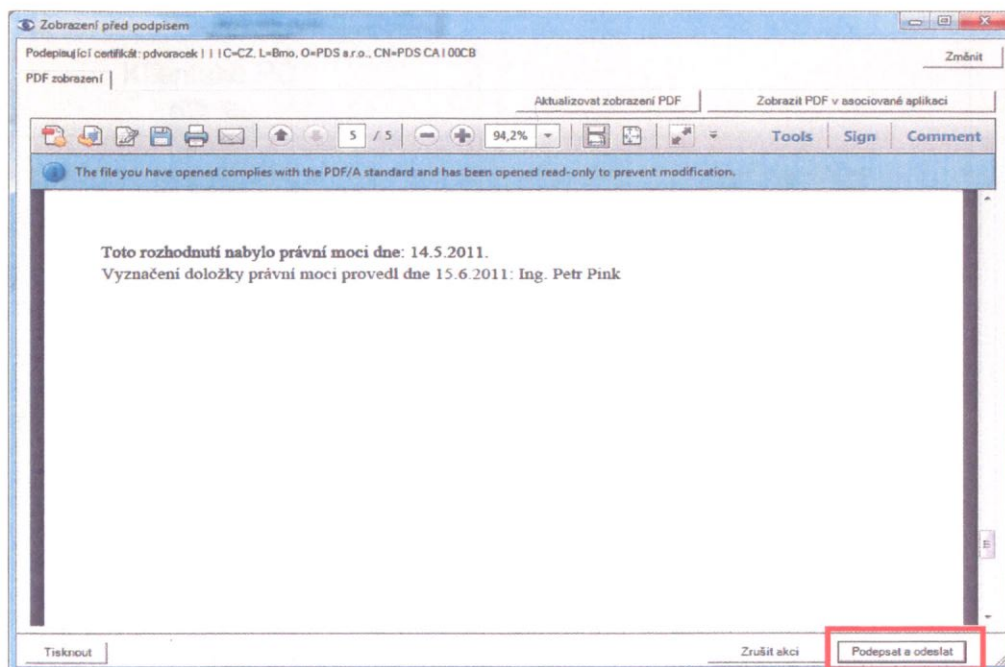 Zobrazení před podpisem
Podepisující certifikát: pdvoracek | | | C=CZ, L=Brno, O=PDS s.r.o., CN=PDS CA | 00CB
Změnit
PDF zobrazení
Aktualizovat zobrazení PDF
Zobrazit PDF v asociované aplikaci
5 / 5
94,2%
Tools Sign Comment
The file you have opened complies with the PDF/A standard and has been opened read-only to prevent modification.
Toto rozhodnutí nabylo právní moci dne: 14.5.2011.
Vyznačení doložky právní moci provedl dne 15.6.2011: Ing. Petr Pink
Tisknout
Zrušit akci
Podepsat a odeslat